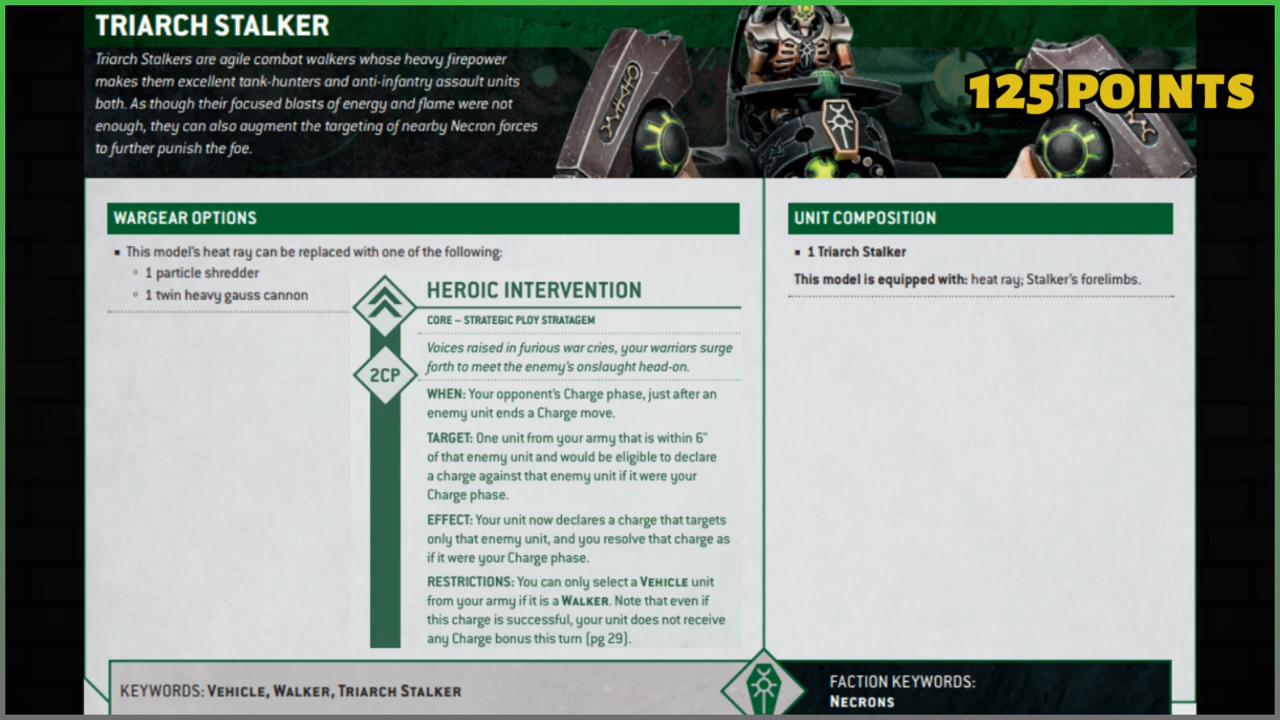 TRIARCH STALKER
Triarch Stalkers are agile combat walkers whose heavy firepower
makes them excellent tank-hunters and anti-infantry assault units
both. As though their focused blasts of energy and flame were not
enough, they can also augment the targeting of nearby Necron forces
to further punish the foe.
125 POINTS
WARGEAR OPTIONS
▪ This model's heat ray can be replaced with one of the following:
◦ 1 particle shredder
◦ 1 twin heavy gauss cannon
HEROIC INTERVENTION
CORE – STRATEGIC PLOY STRATAGEM
2CP
Voices raised in furious war cries, your warriors surge
forth to meet the enemy's onslaught head-on.
WHEN: Your opponent's Charge phase, just after an
enemy unit ends a Charge move.
TARGET: One unit from your army that is within 6"
of that enemy unit and would be eligible to declare
a charge against that enemy unit if it were your
Charge phase.
EFFECT: Your unit now declares a charge that targets
only that enemy unit, and you resolve that charge as
if it were your Charge phase.
RESTRICTIONS: You can only select a VEHICLE unit
from your army if it is a WALKER. Note that even if
this charge is successful, your unit does not receive
any Charge bonus this turn (pg 29).
UNIT COMPOSITION
▪ 1 Triarch Stalker
This model is equipped with: heat ray; Stalker's forelimbs.
KEYWORDS: VEHICLE, WALKER, TRIARCH STALKER
FACTION KEYWORDS:
NECRONS